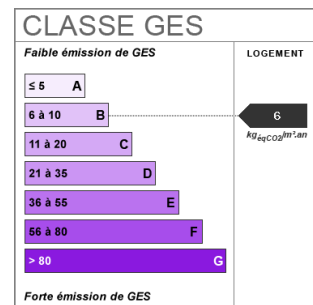 CLASSE GES
Faible émission de GES
LOGEMENT
≤ 5 A
6 à 10 B
6
kgéqCO2/m².an
11 à 20 C
21 à 35 D
36 à 55 E
56 à 80 F
> 80 G
Forte émission de GES